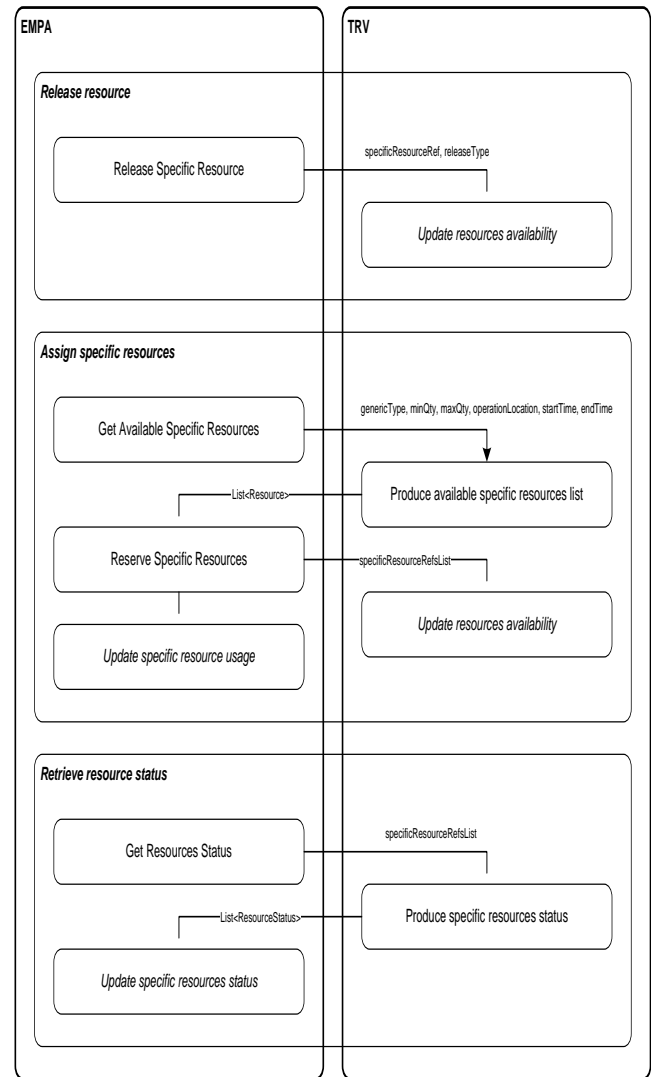 EMPA
TRV
Release resource
specificResourceRef, releaseType
Release Specific Resource
Update resources availability
Assign specific resources
genericType, minQty, maxQty, operationLocation, startTime, endTime
Get Available Specific Resources
List<Resource>
Produce available specific resources list
Reserve Specific Resources
specificResourceRefsList
Update resources availability
Update specific resource usage
Retrieve resource status
specificResourceRefsList
Get Resources Status
List<ResourceStatus>
Produce specific resources status
Update specific resources status